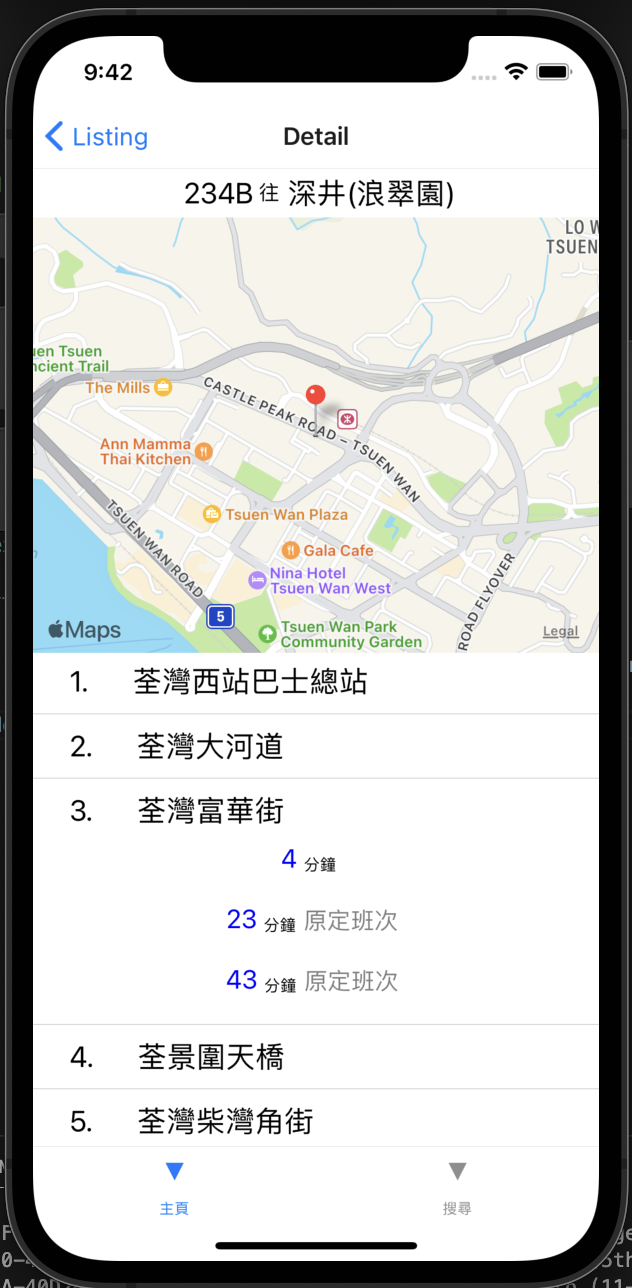 9:42
Listing
Detail
234B 往 深井(浪翠園)
LO W
TSUEN
uen Tsuen
ncient Trail
The Mills
CASTLE PEAK ROAD – TSUEN WAN
Ann Mamma
Thai Kitchen
TSUEN WAN ROAD
Tsuen Wan Plaza
Gala Cafe
Nina Hotel
Tsuen Wan West
5
ROAD FLYOVER
Tsuen Wan Park
Community Garden
Maps
Legal
1. 荃灣西站巴士總站
2. 荃灣大河道
3. 荃灣富華街
4 分鐘
23 分鐘 原定班次
43 分鐘 原定班次
4. 荃景圍天橋
5. 荃灣柴灣角街
主頁
搜尋